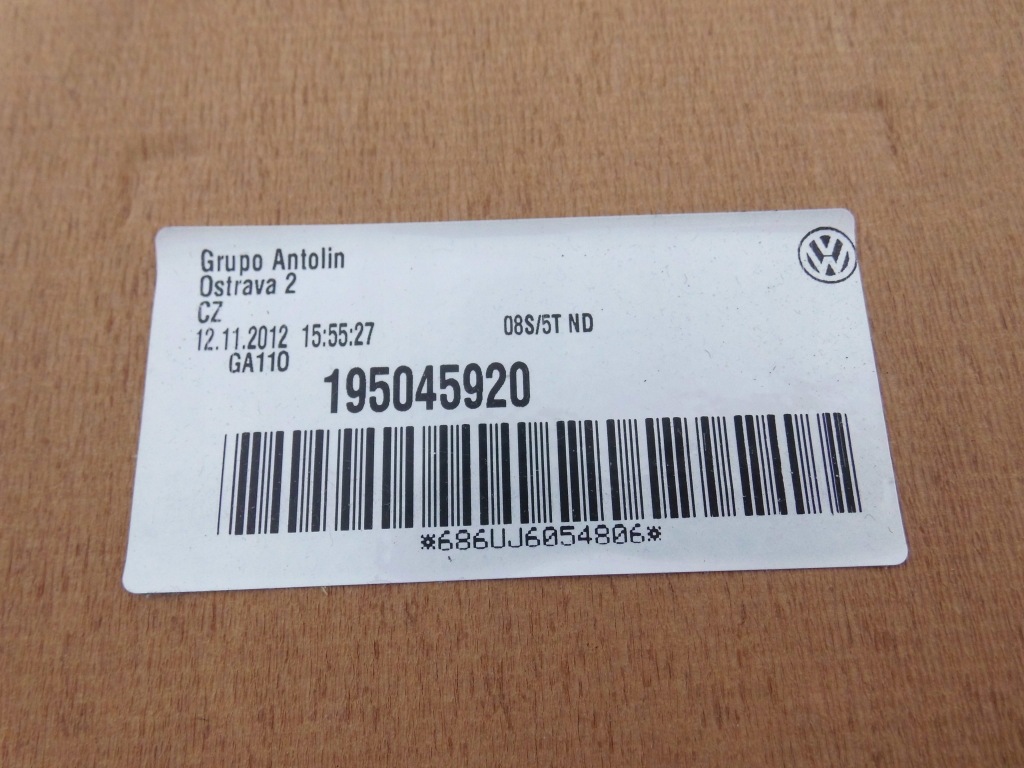 Grupo Antolin
Ostrava 2
CZ
12.11.2012 15:55:27
08S/5T ND
GA110
195045920
*686UJ6054806*